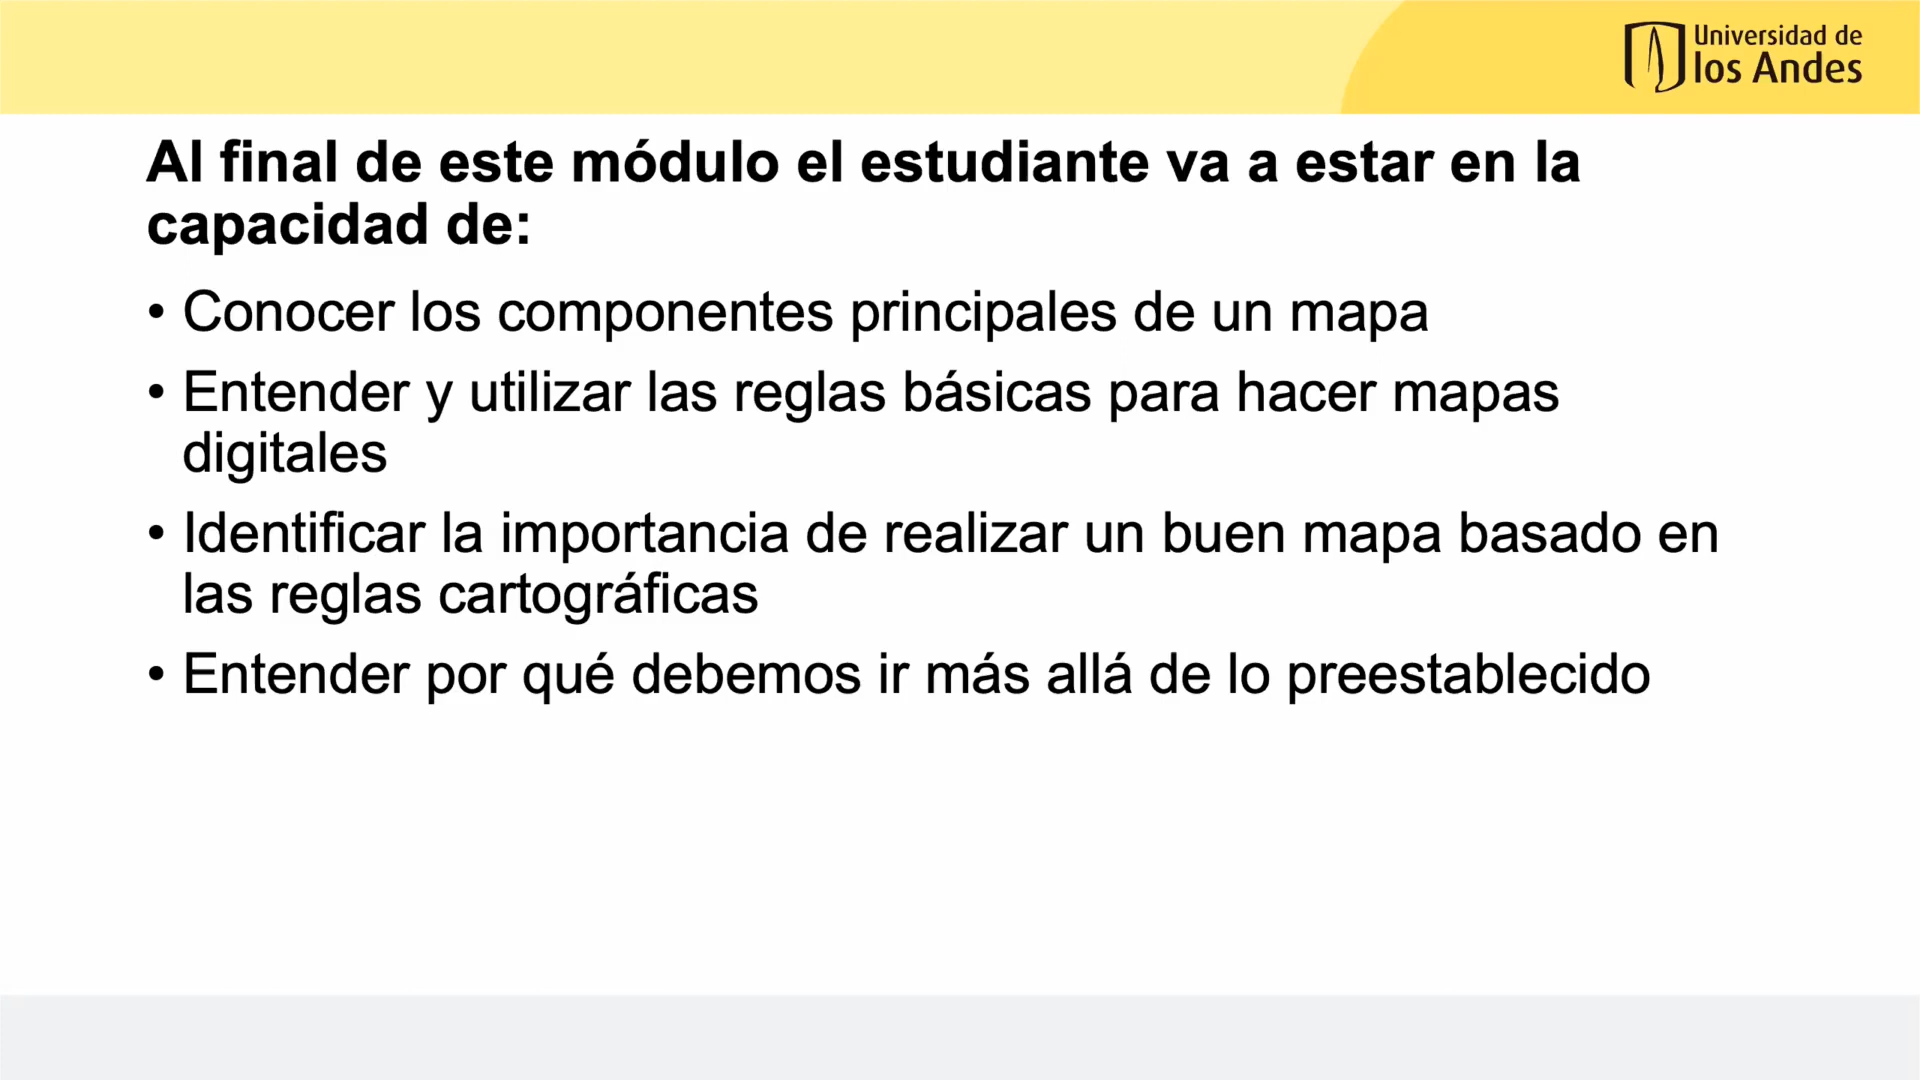 Universidad de
los Andes
Al final de este módulo el estudiante va a estar en la
capacidad de:
• Conocer los componentes principales de un mapa
• Entender y utilizar las reglas básicas para hacer mapas
digitales
• Identificar la importancia de realizar un buen mapa basado en
las reglas cartográficas
• Entender por qué debemos ir más allá de lo preestablecido